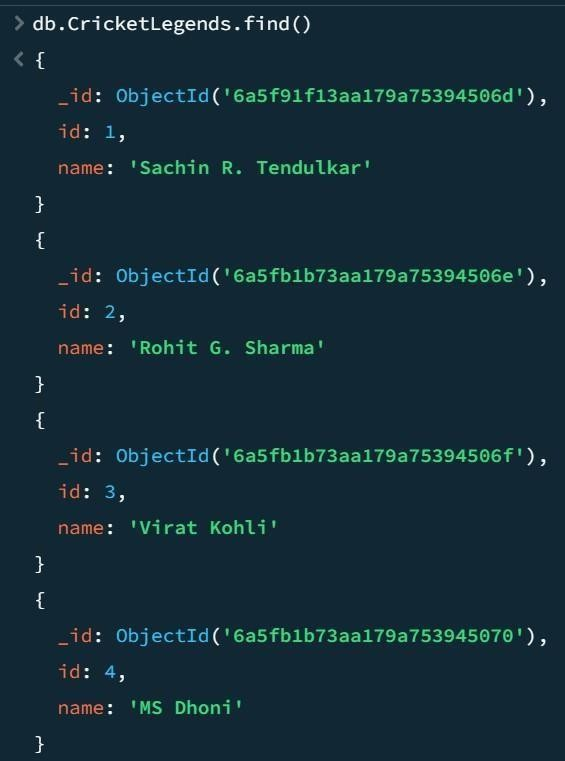 > db.CricketLegends.find()
< {
_id: ObjectId('6a5f91f13aa179a75394506d'),
id: 1,
name: 'Sachin R. Tendulkar'
}
{
_id: ObjectId('6a5fb1b73aa179a75394506e'),
id: 2,
name: 'Rohit G. Sharma'
}
{
_id: ObjectId('6a5fb1b73aa179a75394506f'),
id: 3,
name: 'Virat Kohli'
}
{
_id: ObjectId('6a5fb1b73aa179a753945070'),
id: 4,
name: 'MS Dhoni'
}